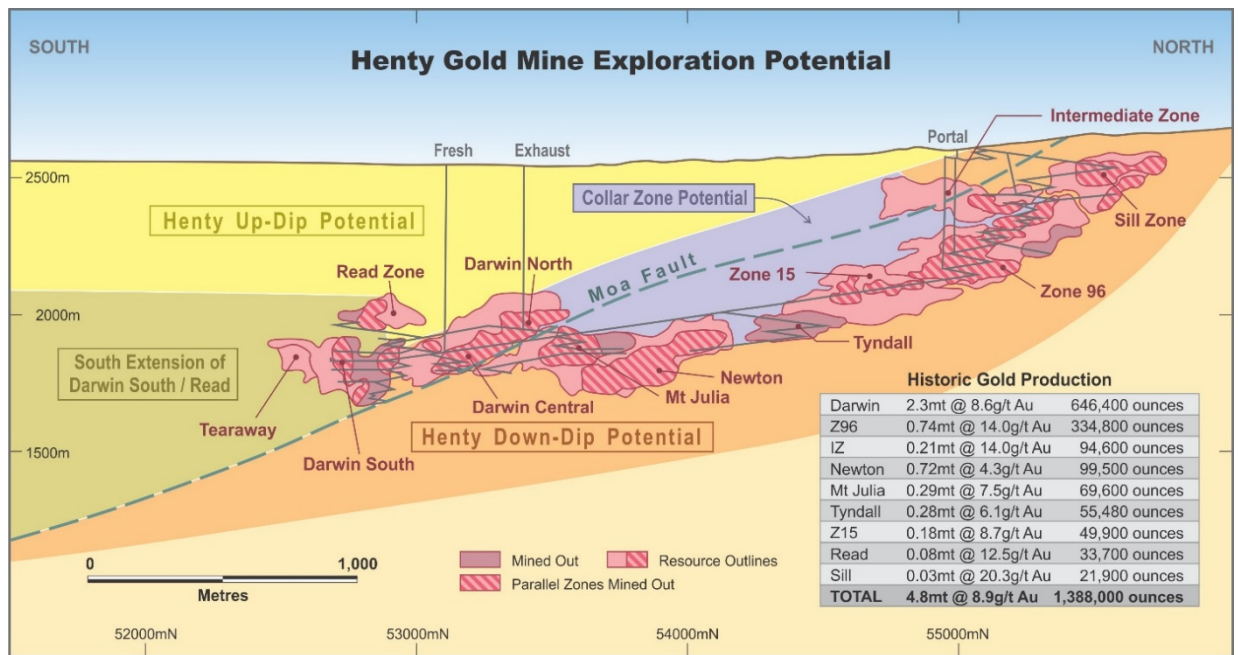 SOUTH
NORTH
Henty Gold Mine Exploration Potential
Intermediate Zone
Portal
Fresh
Exhaust
2500m
Collar Zone Potential
Henty Up-Dip Potential
Sill Zone
Read Zone
Darwin North
Moa Fault
Zone 15
Zone 96
2000m
South Extension of
Darwin South / Read
Tyndall
Newton
Mt Julia
Darwin Central
Tearaway
Henty Down-Dip Potential
Darwin South
1500m
Historic Gold Production
Darwin 2.3mt @ 8.6g/t Au 646,400 ounces
Z96 0.74mt @ 14.0g/t Au 334,800 ounces
IZ 0.21mt @ 14.0g/t Au 94,600 ounces
Newton 0.72mt @ 4.3g/t Au 99,500 ounces
Mt Julia 0.29mt @ 7.5g/t Au 69,600 ounces
Tyndall 0.28mt @ 6.1g/t Au 55,480 ounces
Z15 0.18mt @ 8.7g/t Au 49,900 ounces
Read 0.08mt @ 12.5g/t Au 33,700 ounces
Sill 0.03mt @ 20.3g/t Au 21,900 ounces
TOTAL 4.8mt @ 8.9g/t Au 1,388,000 ounces
0 1,000
Metres
Mined Out
Resource Outlines
Parallel Zones Mined Out
52000mN
53000mN
54000mN
55000mN